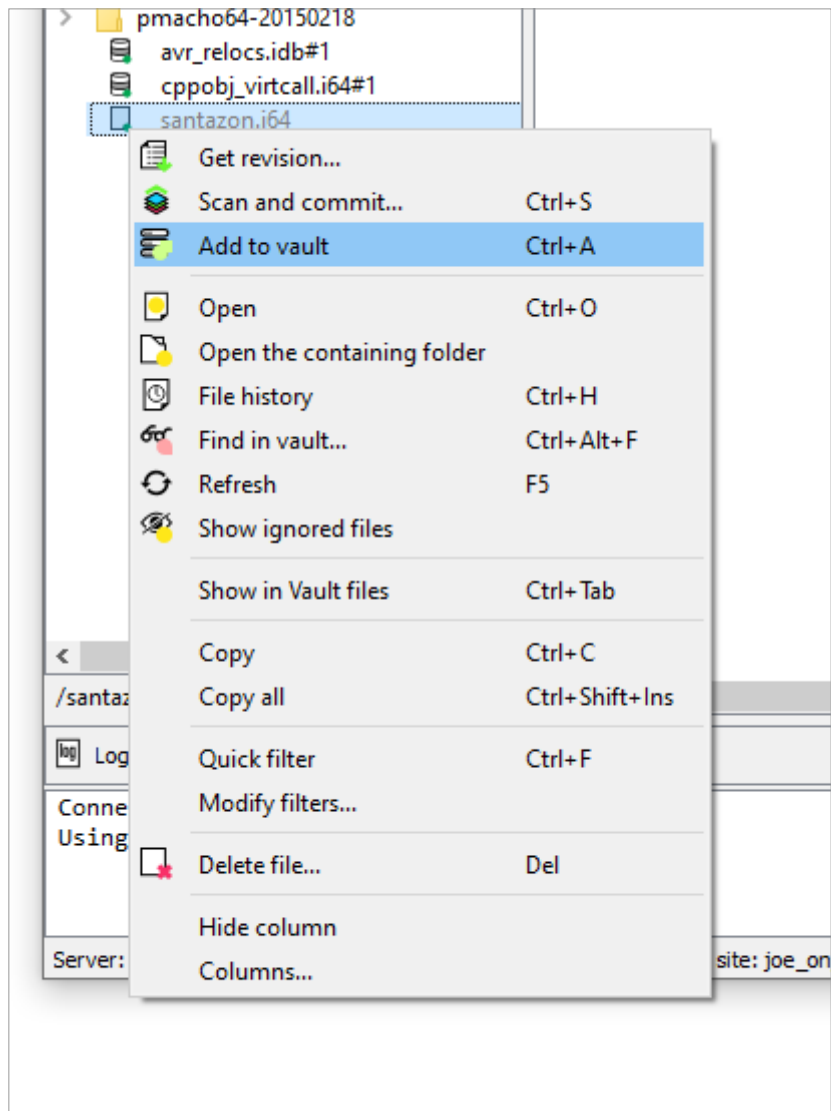 pmacho64-20150218
avr_relocs.idb#1
cppobj_virtcall.i64#1
santazon.i64
Get revision...
Scan and commit... Ctrl+S
Add to vault Ctrl+A
Open Ctrl+O
Open the containing folder
File history Ctrl+H
Find in vault... Ctrl+Alt+F
Refresh F5
Show ignored files
Show in Vault files Ctrl+Tab
Copy Ctrl+C
/santaz Copy all Ctrl+Shift+Ins
log Log Quick filter Ctrl+F
Conne Modify filters...
Using
Delete file... Del
Hide column
Server: site: joe_on
Columns...